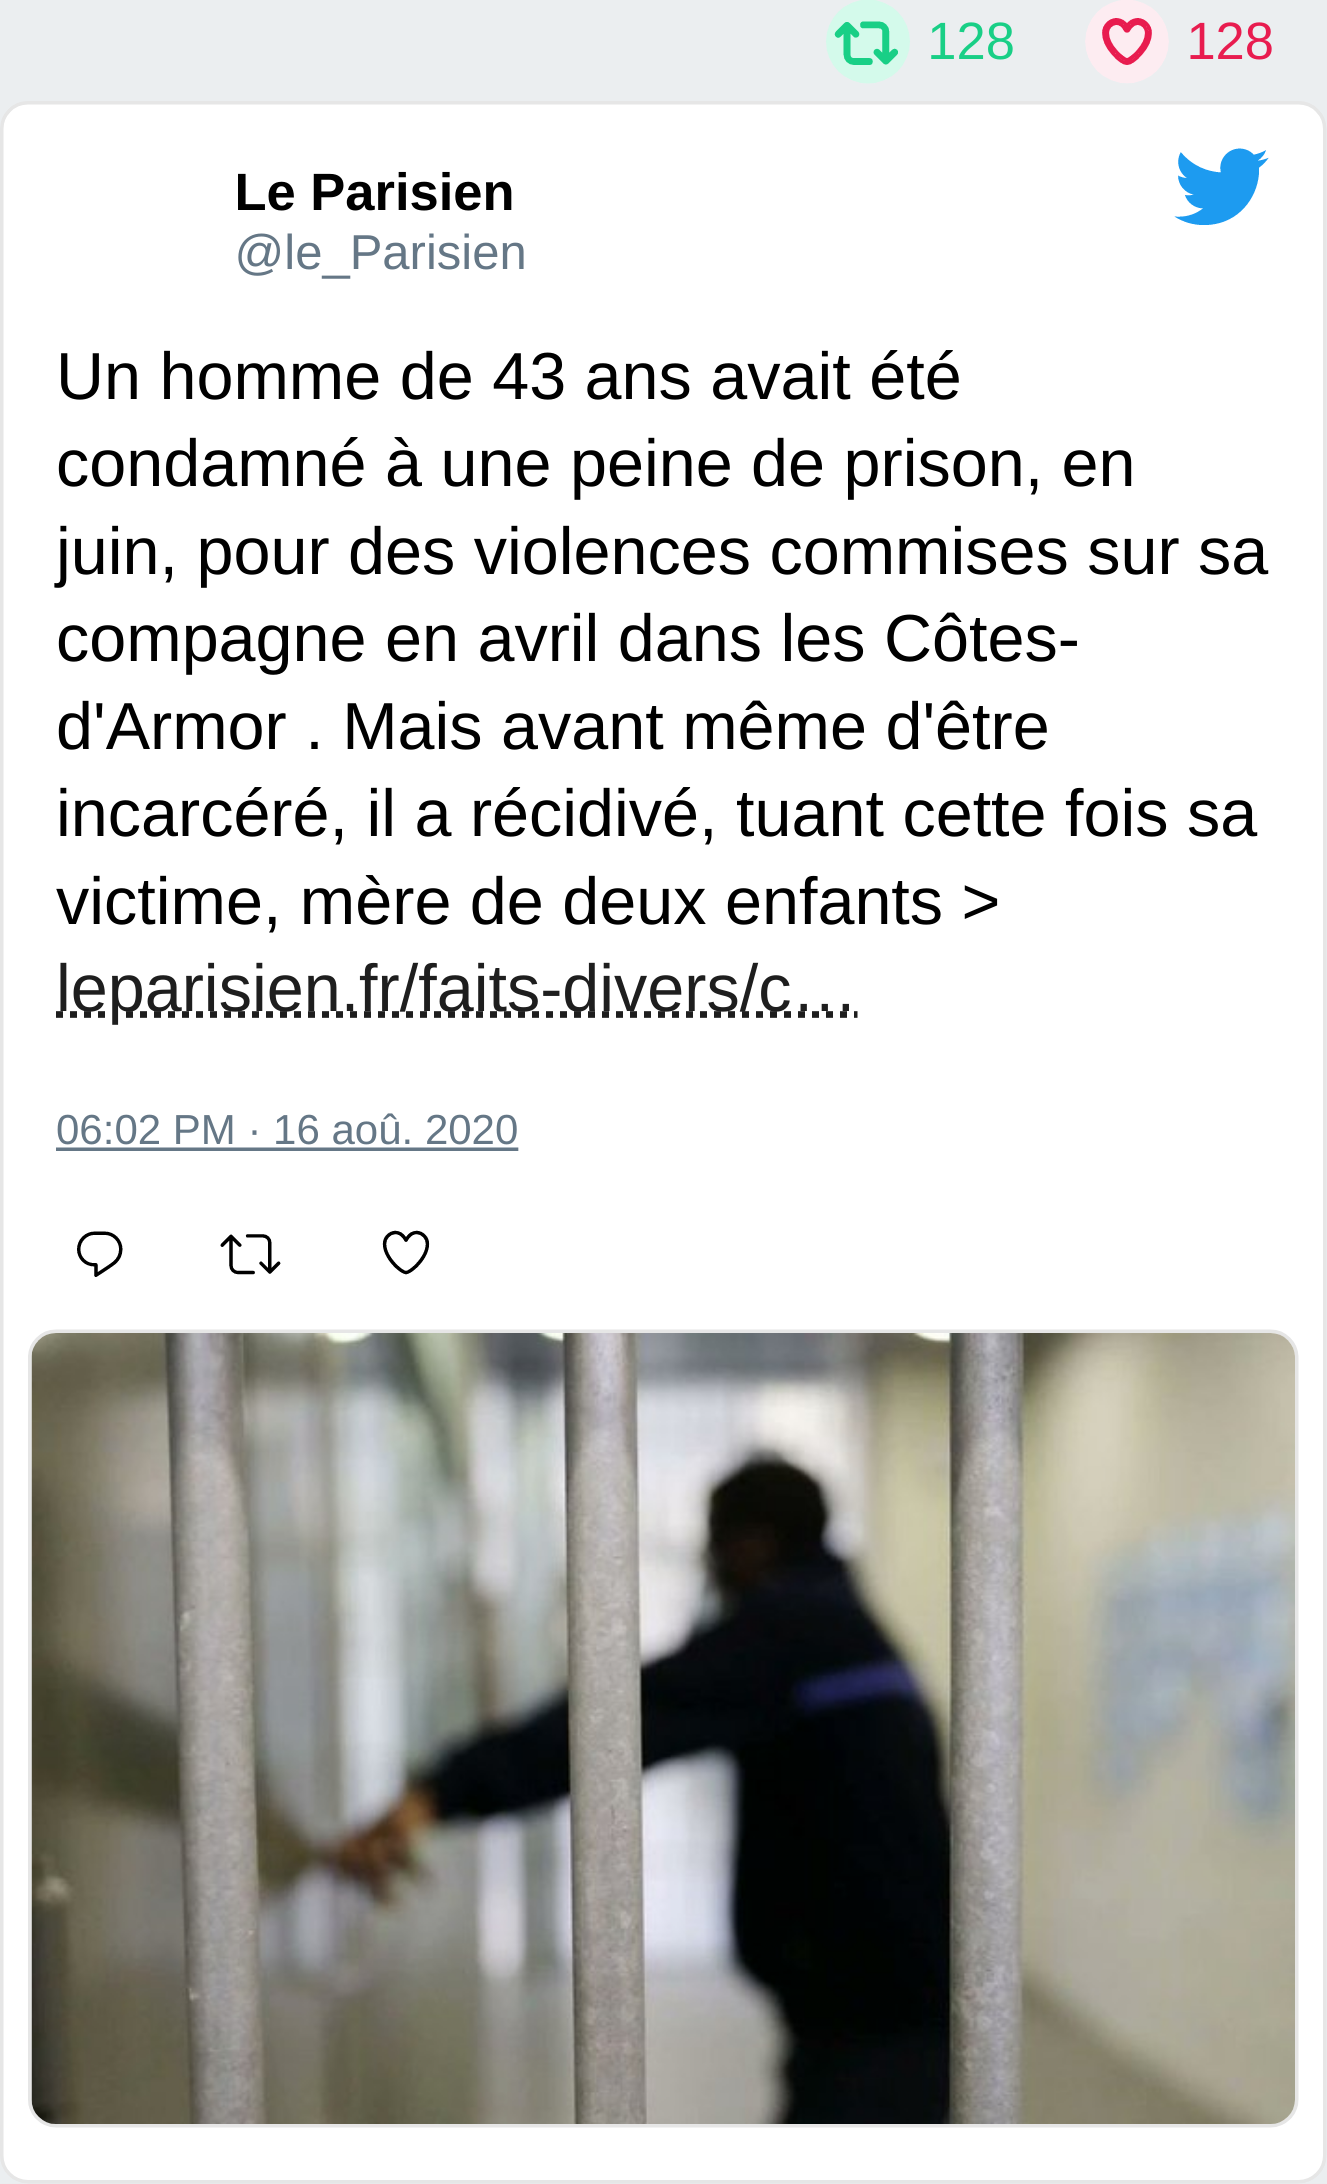 128 128
Le Parisien
@le_Parisien
Un homme de 43 ans avait été
condamné à une peine de prison, en
juin, pour des violences commises sur sa
compagne en avril dans les Côtes-
d'Armor . Mais avant même d'être
incarcéré, il a récidivé, tuant cette fois sa
victime, mère de deux enfants >
leparisien.fr/faits-divers/c…
06:02 PM · 16 aoû. 2020